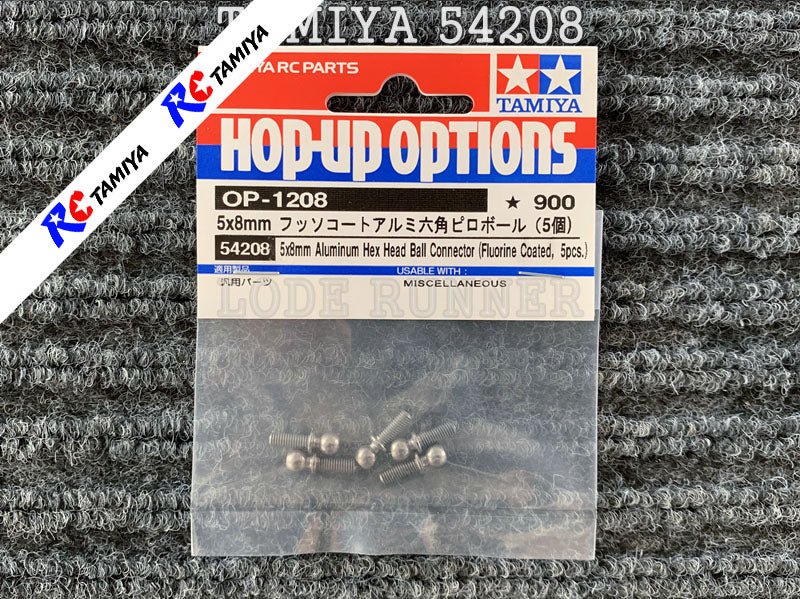 TAMIYA 54208
RC TAMIYA
RC TAMIYA
YA RC PARTS
TAMIYA
HOP-UP OPTIONS
OP-1208 ★ 900
5x8mm フッソコートアルミ六角ピロボール (5個)
54208 5x8mm Aluminum Hex Head Ball Connector (Fluorine Coated, 5pcs.)
適用製品 USABLE WITH :
汎用パーツ MISCELLANEOUS
LODE RUNNER